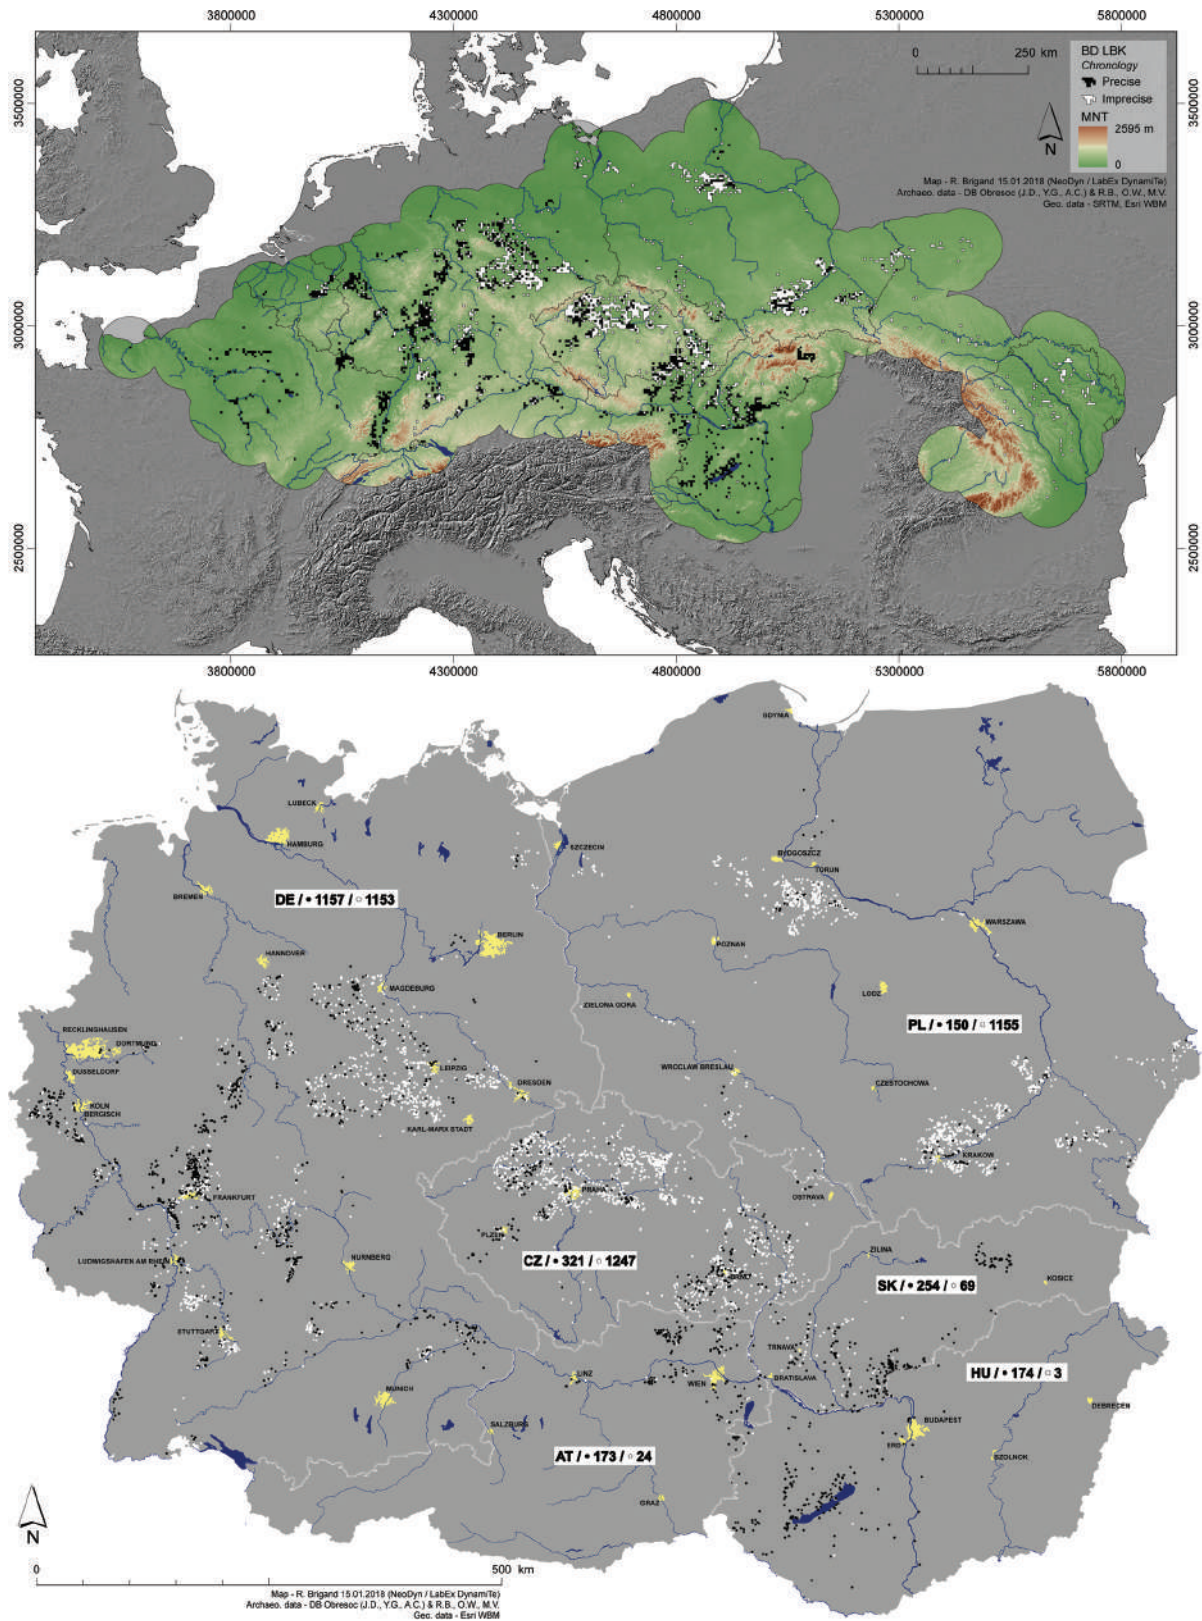 3800000 4300000 4800000 5300000 5800000
0 250 km
BD LBK
Chronology
Precise
Imprecise
MNT
2595 m
0
N
Map - R. Brigand 15.01.2018 (NeoDyn / LabEx DynamiTe)
Archaeo. data - DB Obresoc (J.D., Y.G., A.C.) & R.B., O.W., M.V.
Geo. data - SRTM, Esri WBM
3500000 3500000
3000000 3000000
2500000 2500000
3800000 4300000 4800000 5300000 5800000
GDYNIA
LUBECK
HAMBURG
SZCZECIN
BYDGOSZCZ
TORUN
BREMEN
DE / • 1157 / ○ 1153
WARSZAWA
BERLIN
POZNAN
HANNOVER
MAGDEBURG
LODZ
ZIELONA GORA
PL / • 150 / ○ 1155
RECKLINGHAUSEN
DORTMUND
DUSSELDORF
LEIPZIG
WROCLAW BRESLAU
DRESDEN
CZESTOCHOWA
KOLN
BERGISCH
KARL-MARX STADT
KRAKOW
FRANKFURT
PRAHA
OSTRAVA
PLZEN
LUDWIGSHAFEN AM RHEIN
NURNBERG
CZ / • 321 / ○ 1247
ZILINA
BRNO
SK / • 254 / ○ 69
KOSICE
STUTTGART
TRNAVA
HU / • 174 / ○ 3
LINZ
WIEN
BRATISLAVA
MUNICH
DEBRECEN
SALZBURG
BUDAPEST
ERD
AT / • 173 / ○ 24
SZOLNOK
GRAZ
N
0 500 km
Map - R. Brigand 15.01.2018 (NeoDyn / LabEx DynamiTe)
Archaeo. data - DB Obresoc (J.D., Y.G., A.C.) & R.B., O.W., M.V.
Geo. data - Esri WBM